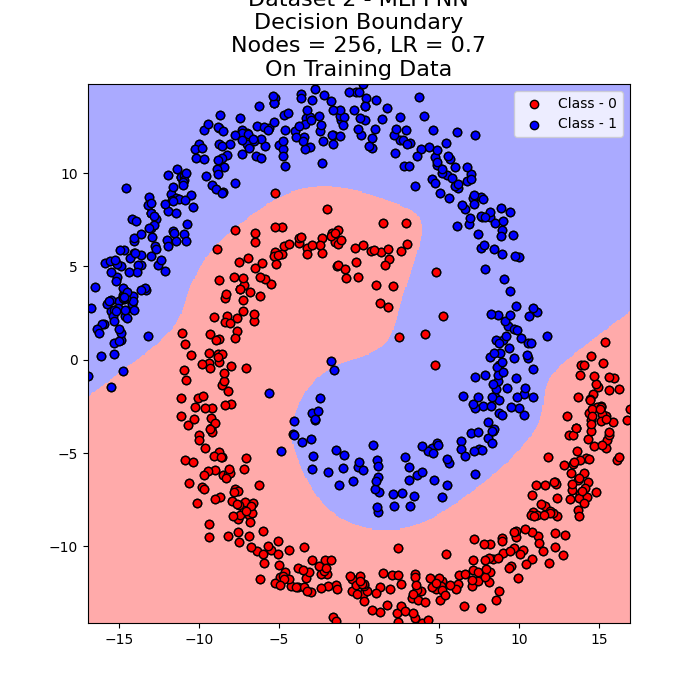 Dataset 2 - MLFFNN
Decision Boundary
Nodes = 256, LR = 0.7
On Training Data
Class - 0
Class - 1
10
5
0
−5
−10
−15
−10
−5
0
5
10
15